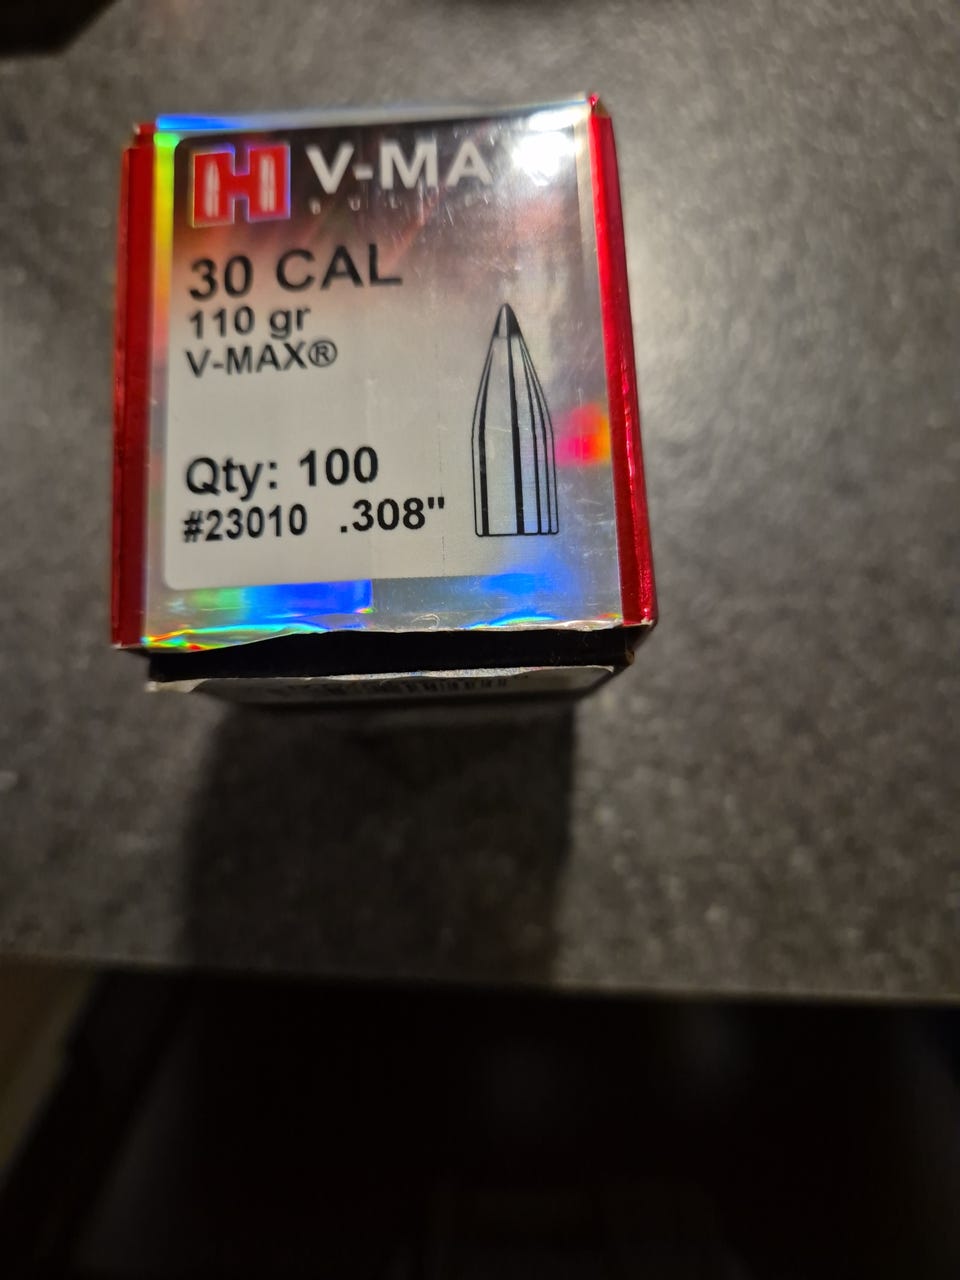 V-MA
30 CAL
110 gr
V-MAX®
Qty: 100
#23010 .308"